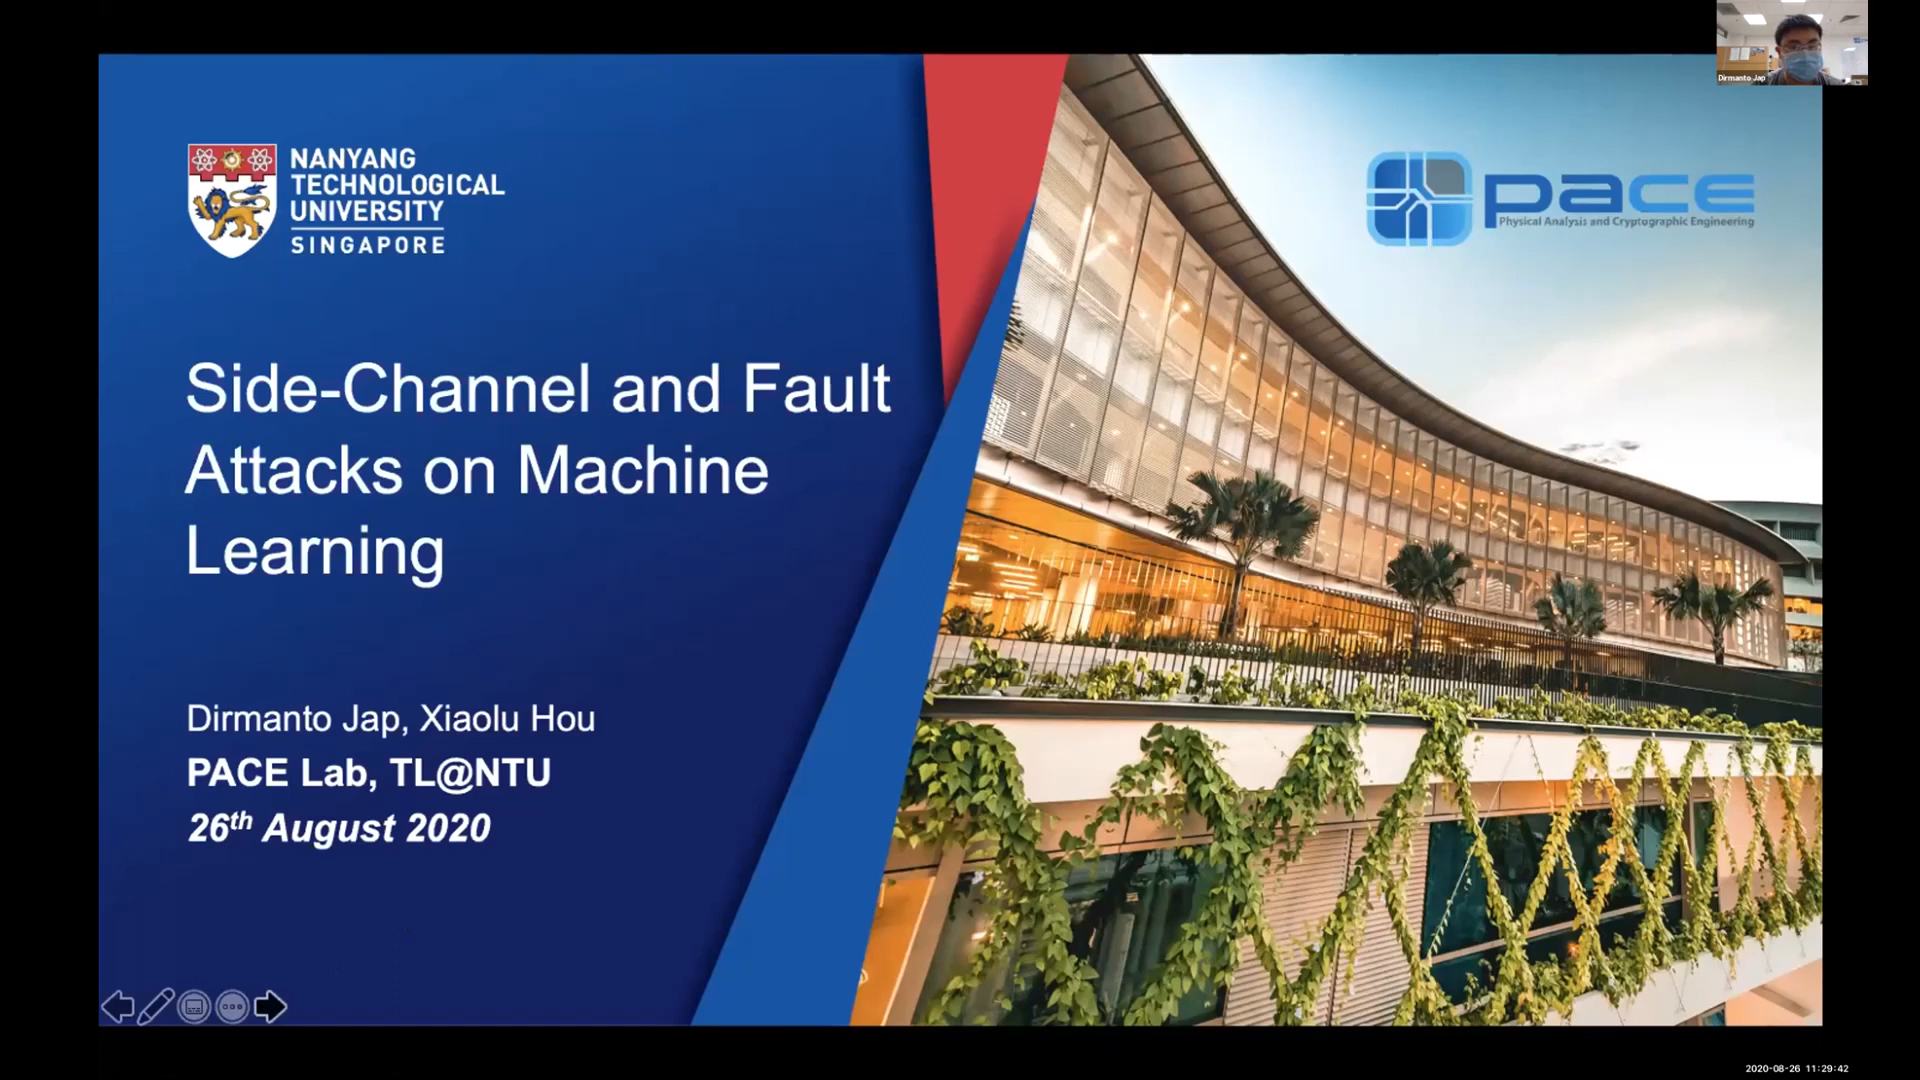 Dirmanto Jap
NANYANG
TECHNOLOGICAL
UNIVERSITY
SINGAPORE
pace
Physical Analysis and Cryptographic Engineering
Side-Channel and Fault
Attacks on Machine
Learning
Dirmanto Jap, Xiaolu Hou
PACE Lab, TL@NTU
26th August 2020
2020-08-26 11:29:42